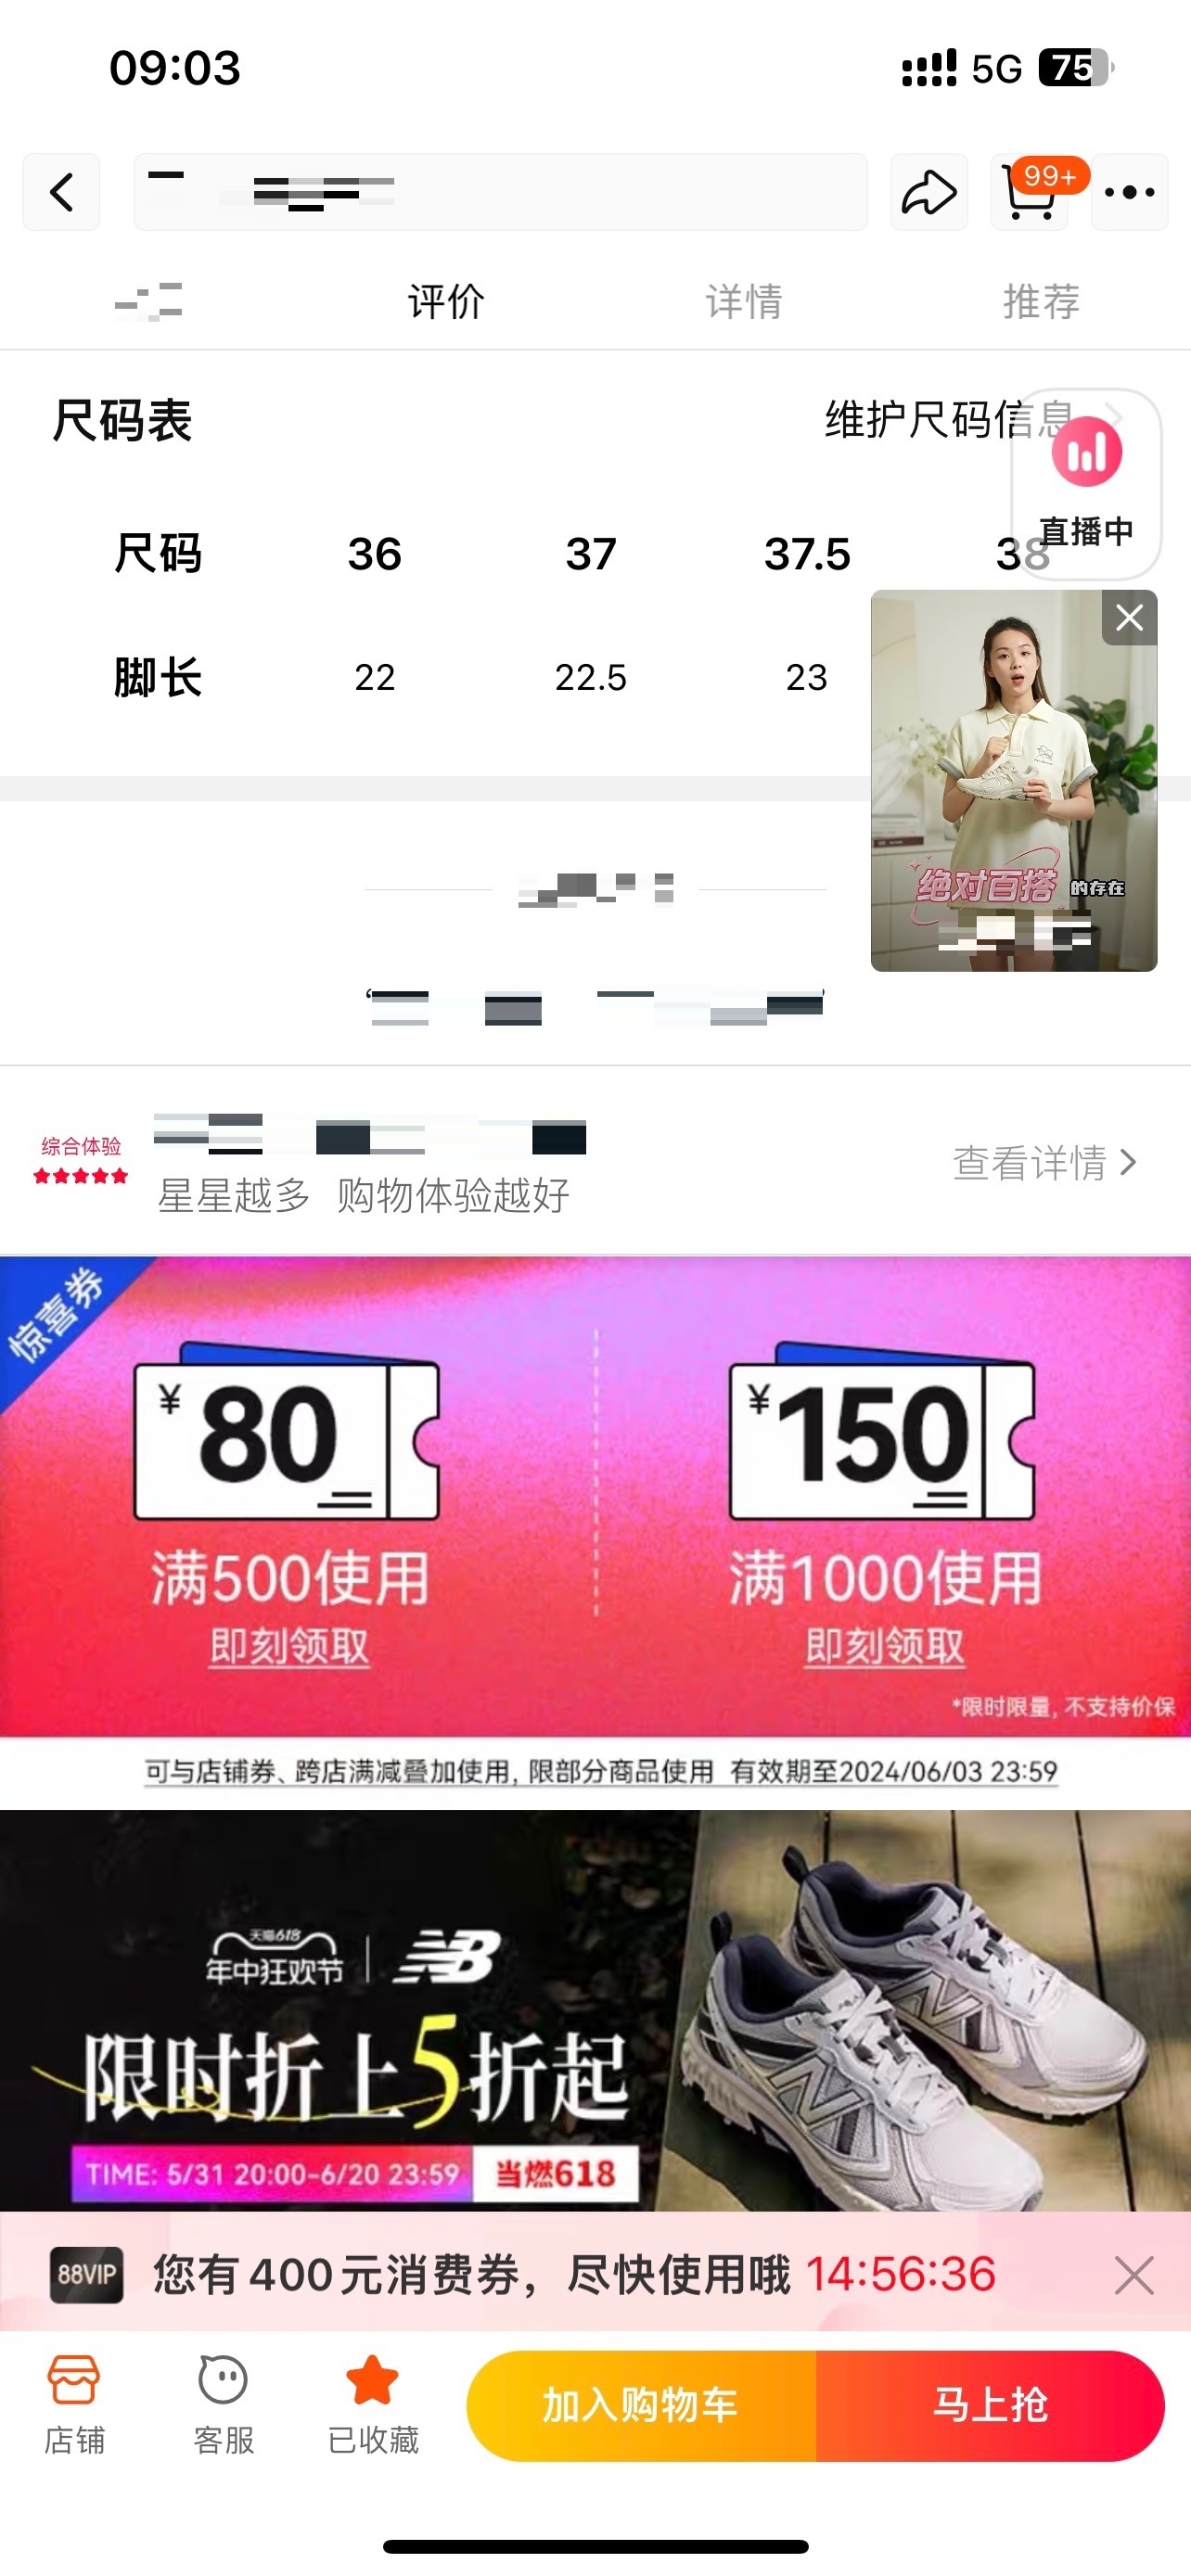 09:03
5G 75
99+
评价 详情 推荐
尺码表 维护尺码信息
直播中
尺码 36 37 37.5 38
脚长 22 22.5 23
绝对百搭 的存在
综合体验
星星越多 购物体验越好
查看详情
惊喜券
¥80 ¥150
满500使用 满1000使用
即刻领取 即刻领取
*限时限量, 不支持价保
可与店铺券、跨店满减叠加使用, 限部分商品使用 有效期至2024/06/03 23:59
天猫618
年中狂欢节 NB
限时折上5折起
TIME: 5/31 20:00-6/20 23:59 当燃618
88VIP 您有400元消费券，尽快使用哦 14:56:36
店铺 客服 已收藏 加入购物车 马上抢